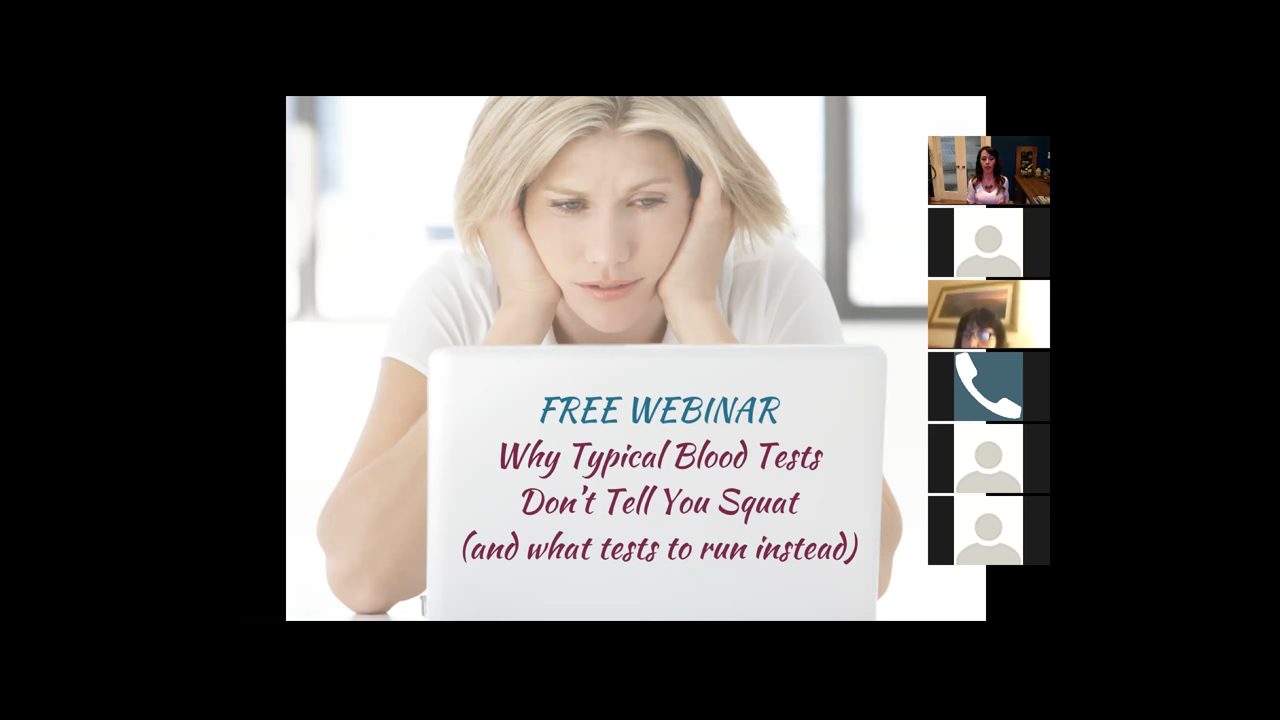 FREE WEBINAR
Why Typical Blood Tests
Don't Tell You Squat
(and what tests to run instead)